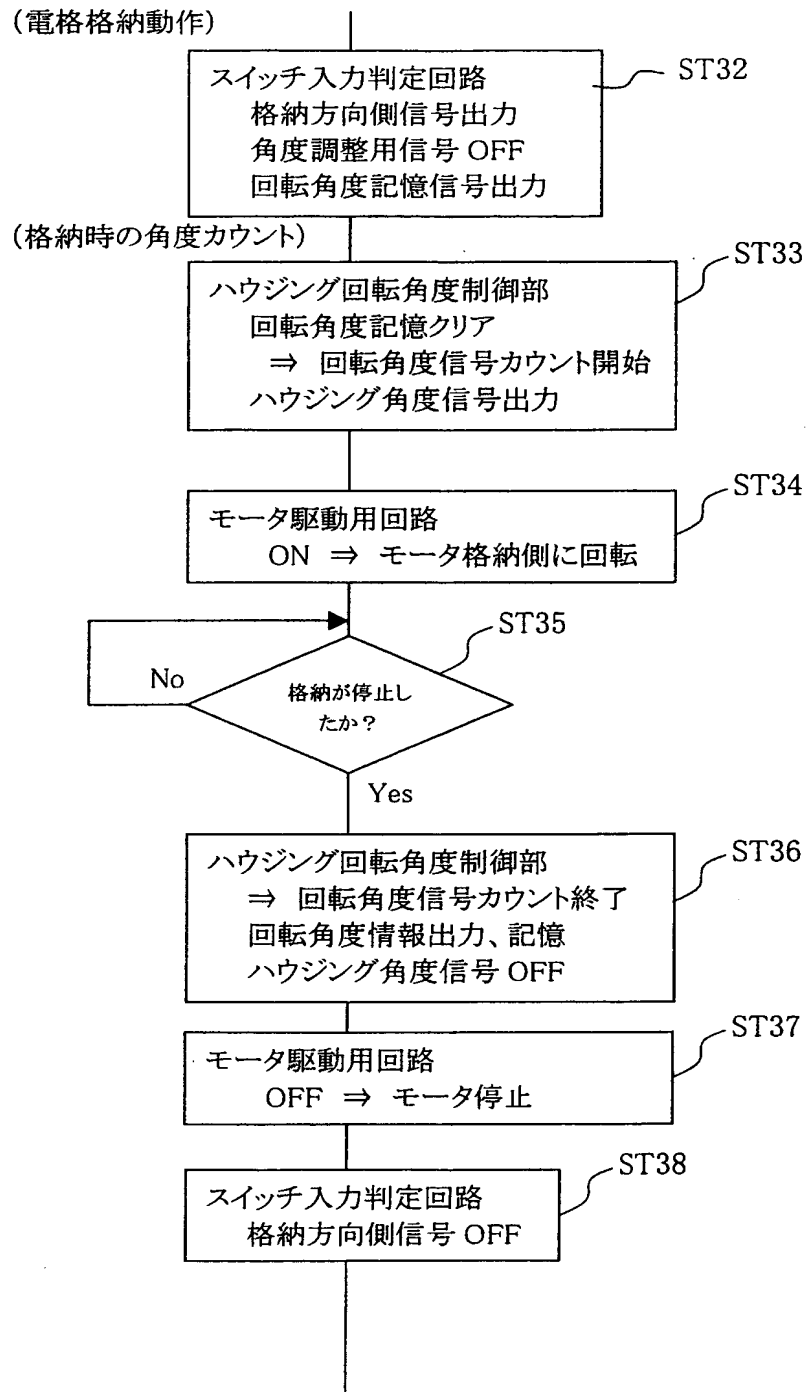 (電格格納動作)
ST32
スイッチ入力判定回路
格納方向側信号出力
角度調整用信号 OFF
回転角度記憶信号出力
(格納時の角度カウント)
ST33
ハウジング回転角度制御部
回転角度記憶クリア
⇒ 回転角度信号カウント開始
ハウジング角度信号出力
ST34
モータ駆動用回路
ON ⇒ モータ格納側に回転
ST35
No
格納が停止し
たか？
Yes
ST36
ハウジング回転角度制御部
⇒ 回転角度信号カウント終了
回転角度情報出力、記憶
ハウジング角度信号 OFF
ST37
モータ駆動用回路
OFF ⇒ モータ停止
ST38
スイッチ入力判定回路
格納方向側信号 OFF